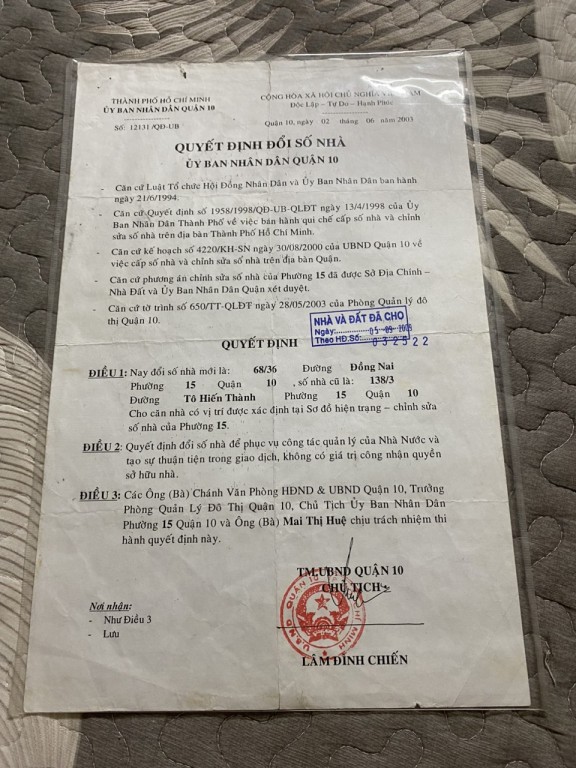 THÀNH PHỐ HỒ CHÍ MINH
ỦY BAN NHÂN DÂN QUẬN 10
Số: 12131/QĐ-UB
CỘNG HÒA XÃ HỘI CHỦ NGHĨA VIỆT NAM
Độc Lập – Tự Do – Hạnh Phúc
Quận 10, ngày 02 tháng 06 năm 2003
QUYẾT ĐỊNH ĐỔI SỐ NHÀ
ỦY BAN NHÂN DÂN QUẬN 10
- Căn cứ Luật Tổ chức Hội Đồng Nhân Dân và Ủy Ban Nhân Dân ban hành
ngày 21/6/1994.
- Căn cứ Quyết định số 1958/1998/QĐ-UB-QLĐT ngày 13/4/1998 của Ủy
Ban Nhân Dân Thành Phố về việc ban hành qui chế cấp số nhà và chỉnh
sửa số nhà trên địa bàn Thành Phố Hồ Chí Minh.
- Căn cứ kế hoạch số 4220/KH-SN ngày 30/08/2000 của UBND Quận 10 về
việc cấp số nhà và chỉnh sửa số nhà trên địa bàn Quận.
- Căn cứ phương án chỉnh sửa số nhà của Phường 15 đã được Sở Địa Chính –
Nhà Đất và Ủy Ban Nhân Dân Quận xét duyệt.
- Căn cứ tờ trình số 650/TT-QLĐT ngày 28/05/2003 của Phòng Quản lý đô
thị Quận 10.
NHÀ VÀ ĐẤT ĐÃ CHO
Ngày:
Theo HĐ.Số:
QUYẾT ĐỊNH
ĐIỀU 1: Nay đổi số nhà mới là: 68/36 Đường Đồng Nai
Phường 15 Quận 10 , số nhà cũ là: 138/3
Đường Tô Hiến Thành Phường 15 Quận 10
Cho căn nhà có vị trí được xác định tại Sơ đồ hiện trạng – chỉnh sửa
số nhà của Phường 15.
ĐIỀU 2: Quyết định đổi số nhà để phục vụ công tác quản lý của Nhà Nước và
tạo sự thuận tiện trong giao dịch, không có giá trị công nhận quyền
sở hữu nhà.
ĐIỀU 3: Các Ông (Bà) Chánh Văn Phòng HĐND & UBND Quận 10, Trưởng
Phòng Quản Lý Đô Thị Quận 10, Chủ Tịch Ủy Ban Nhân Dân
Phường 15 Quận 10 và Ông (Bà) Mai Thị Huệ chịu trách nhiệm thi
hành quyết định này.
TM.UBND QUẬN 10
CHỦ TỊCH
Nơi nhận:
- Như Điều 3
- Lưu
LÂM ĐÌNH CHIẾN